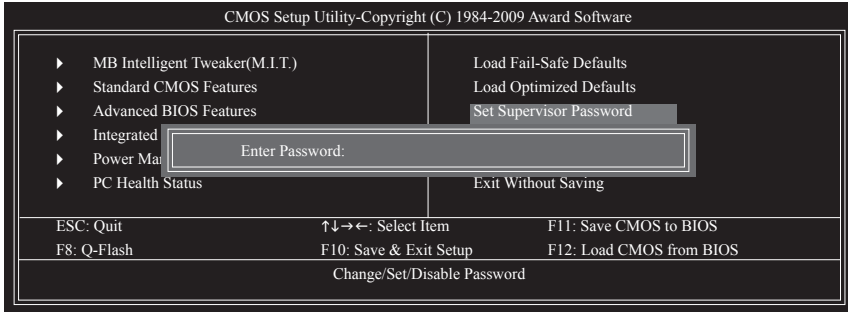 CMOS Setup Utility-Copyright (C) 1984-2009 Award Software
MB Intelligent Tweaker(M.I.T.)
Standard CMOS Features
Advanced BIOS Features
Integrated
Power Ma
PC Health Status
Load Fail-Safe Defaults
Load Optimized Defaults
Set Supervisor Password
Exit Without Saving
Enter Password:
ESC: Quit ↑↓→←: Select Item F11: Save CMOS to BIOS
F8: Q-Flash F10: Save & Exit Setup F12: Load CMOS from BIOS
Change/Set/Disable Password